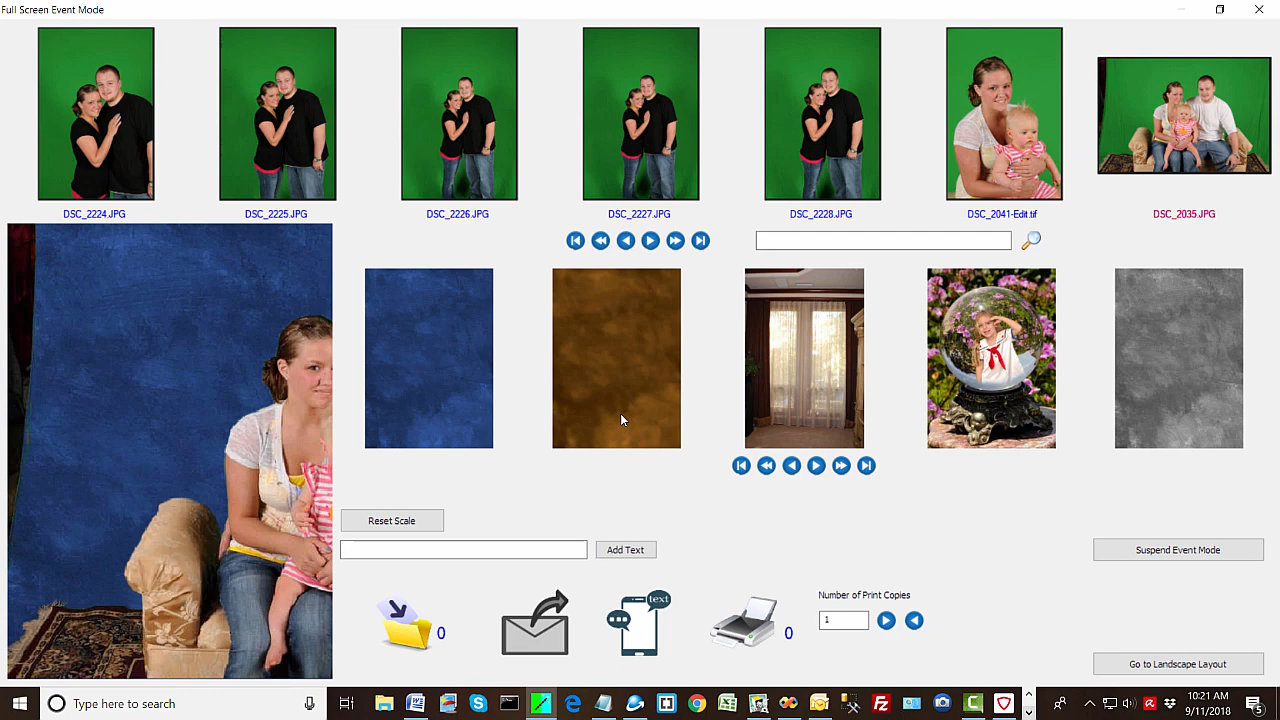 Full Screen Event Mode
DSC_2224.JPG
DSC_2225.JPG
DSC_2226.JPG
DSC_2227.JPG
DSC_2228.JPG
DSC_2041-Edit.tif
DSC_2035.JPG
Reset Scale
Add Text
Suspend Event Mode
text
0
0
Number of Print Copies
1
Go to Landscape Layout
Type here to search
10:21 AM
9/11/2018
5